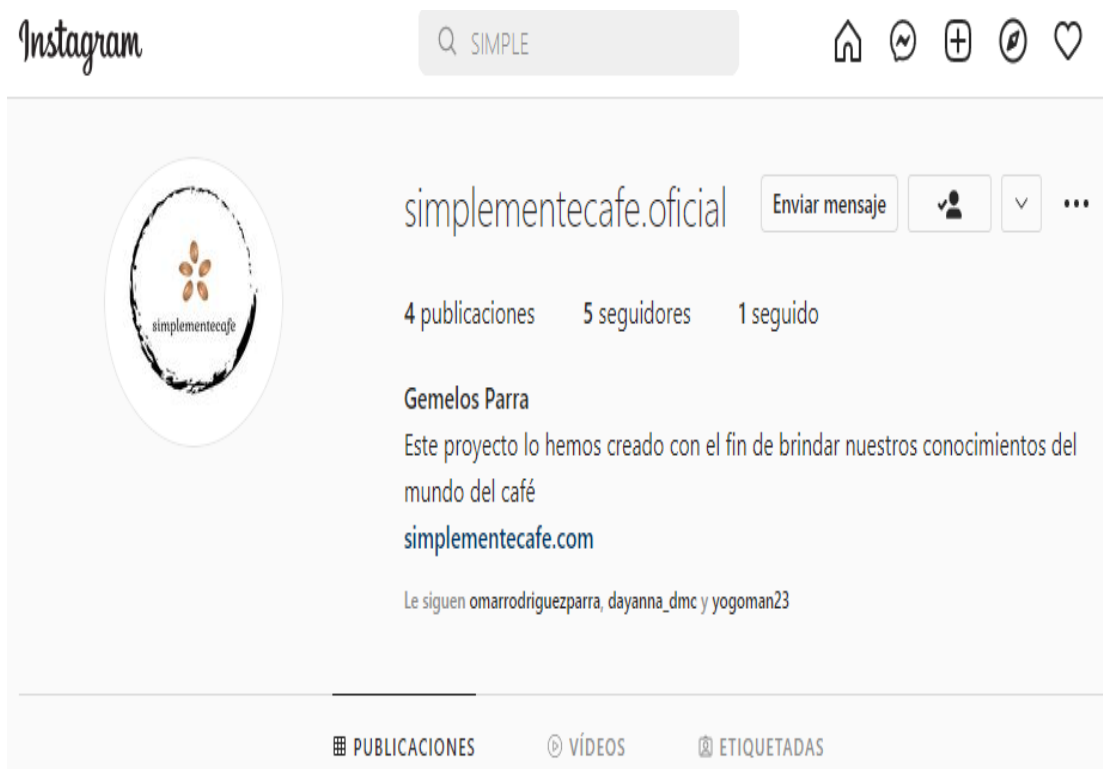 Instagram
SIMPLE
simplementecafe
simplementecafe.oficial
Enviar mensaje
4 publicaciones 5 seguidores 1 seguido
Gemelos Parra
Este proyecto lo hemos creado con el fin de brindar nuestros conocimientos del
mundo del café
simplementecafe.com
Le siguen omarrodriguezparra, dayanna_dmc y yogoman23
PUBLICACIONES VÍDEOS ETIQUETADAS